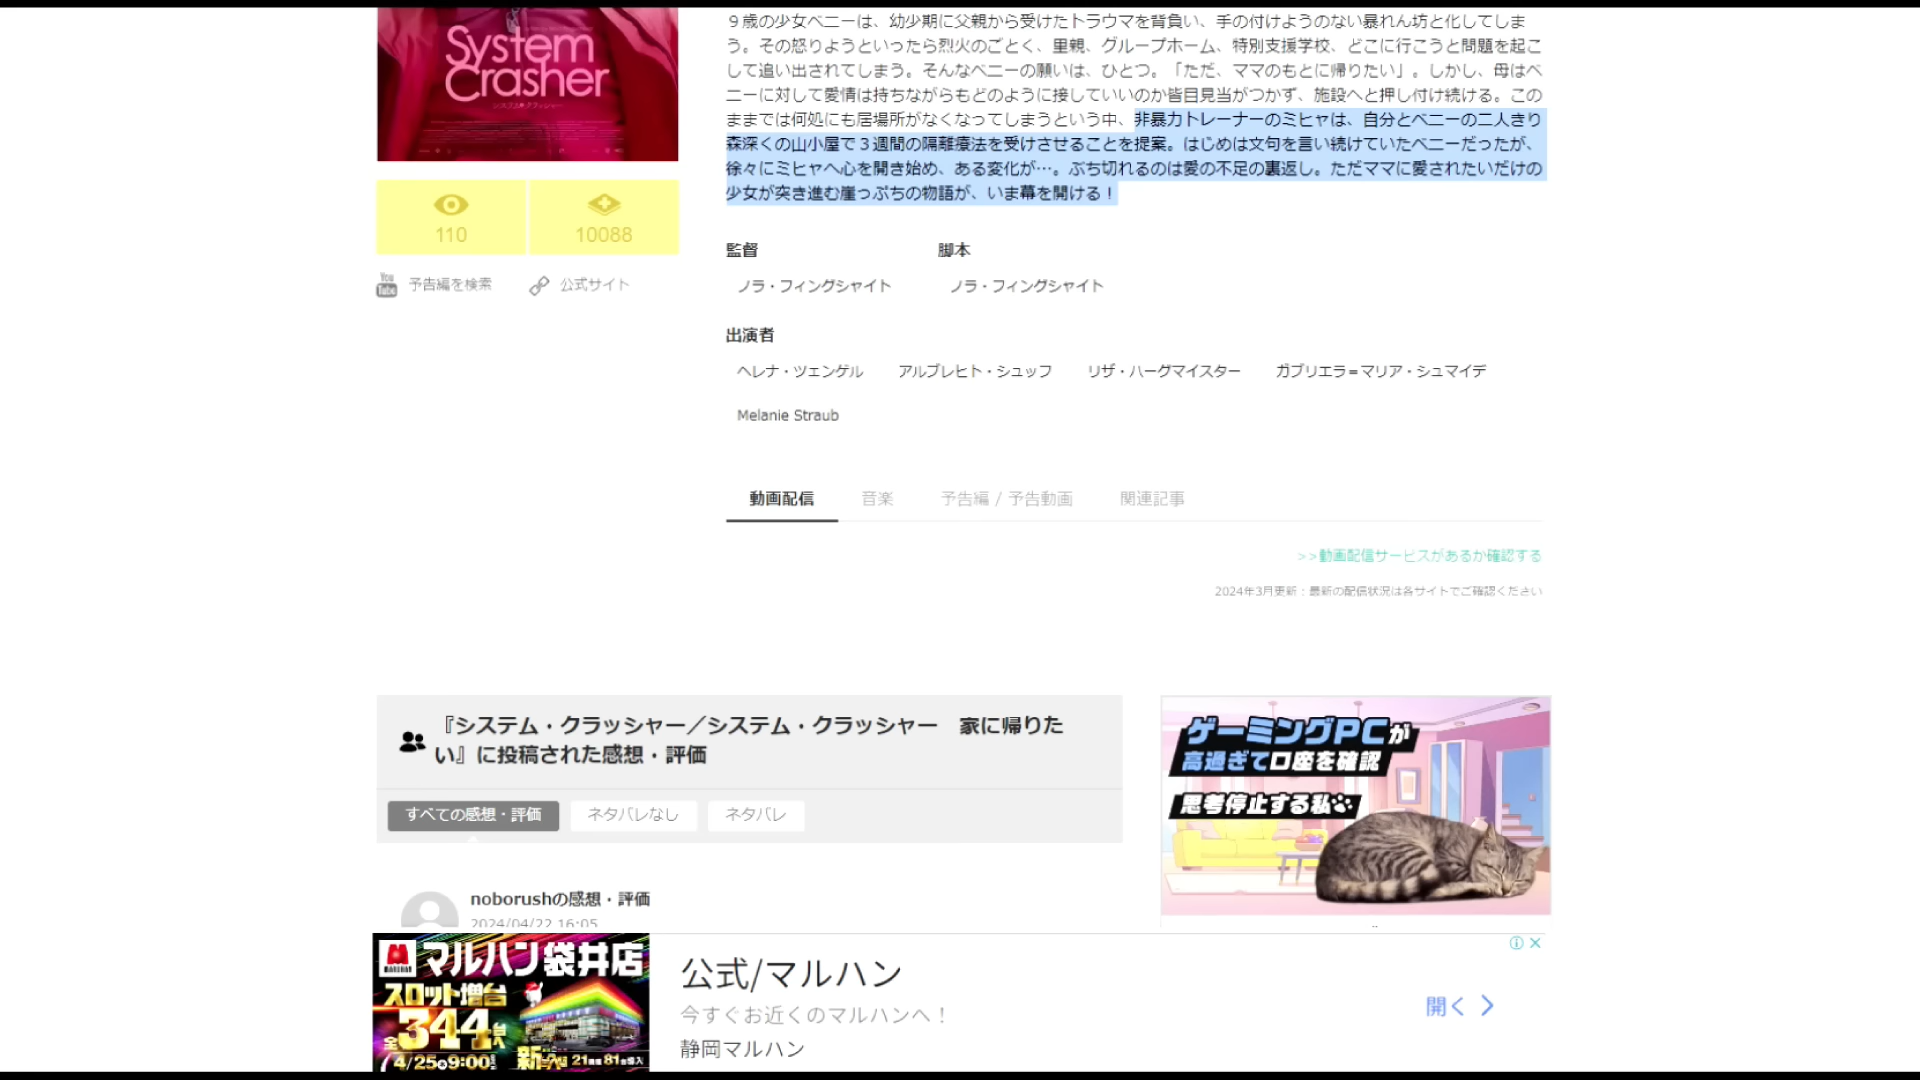 System
Crasher
システム・クラッシャー
９歳の少女ベニーは、幼少期に父親から受けたトラウマを背負い、手の付けようのない暴れん坊と化してしま
う。その怒りようといったら烈火のごとく、里親、グループホーム、特別支援学校、どこに行こうと問題を起こ
して追い出されてしまう。そんなベニーの願いは、ひとつ。「ただ、ママのもとに帰りたい」。しかし、母はベ
ニーに対して愛情は持ちながらもどのように接していいのか皆目見当がつかず、施設へと押し付け続ける。この
ままでは何処にも居場所がなくなってしまうという中、非暴力トレーナーのミヒャは、自分とベニーの二人きり
森深くの山小屋で３週間の隔離療法を受けさせることを提案。はじめは文句を言い続けていたベニーだったが、
徐々にミヒャへ心を開き始め、ある変化が…。ぶち切れるのは愛の不足の裏返し。ただママに愛されたいだけの
少女が突き進む崖っぷちの物語が、いま幕を開ける！
110
10088
You
Tube
予告編を検索
公式サイト
監督
脚本
ノラ・フィングシャイト
ノラ・フィングシャイト
出演者
ヘレナ・ツェンゲル
アルブレヒト・シュッフ
リザ・ハーグマイスター
ガブリエラ＝マリア・シュマイデ
Melanie Straub
動画配信
音楽
予告編 / 予告動画
関連記事
>>動画配信サービスがあるか確認する
2024年3月更新：最新の配信状況は各サイトでご確認ください
『システム・クラッシャー／システム・クラッシャー　家に帰りた
い』に投稿された感想・評価
すべての感想・評価
ネタバレなし
ネタバレ
noborushの感想・評価
2024/04/22 16:05
ゲーミングPCが
高過ぎて口座を確認
思考停止する私
マルハン袋井店
スロット増台
全344台
4/25木9:00
公式/マルハン
今すぐお近くのマルハンへ！
静岡マルハン
開く